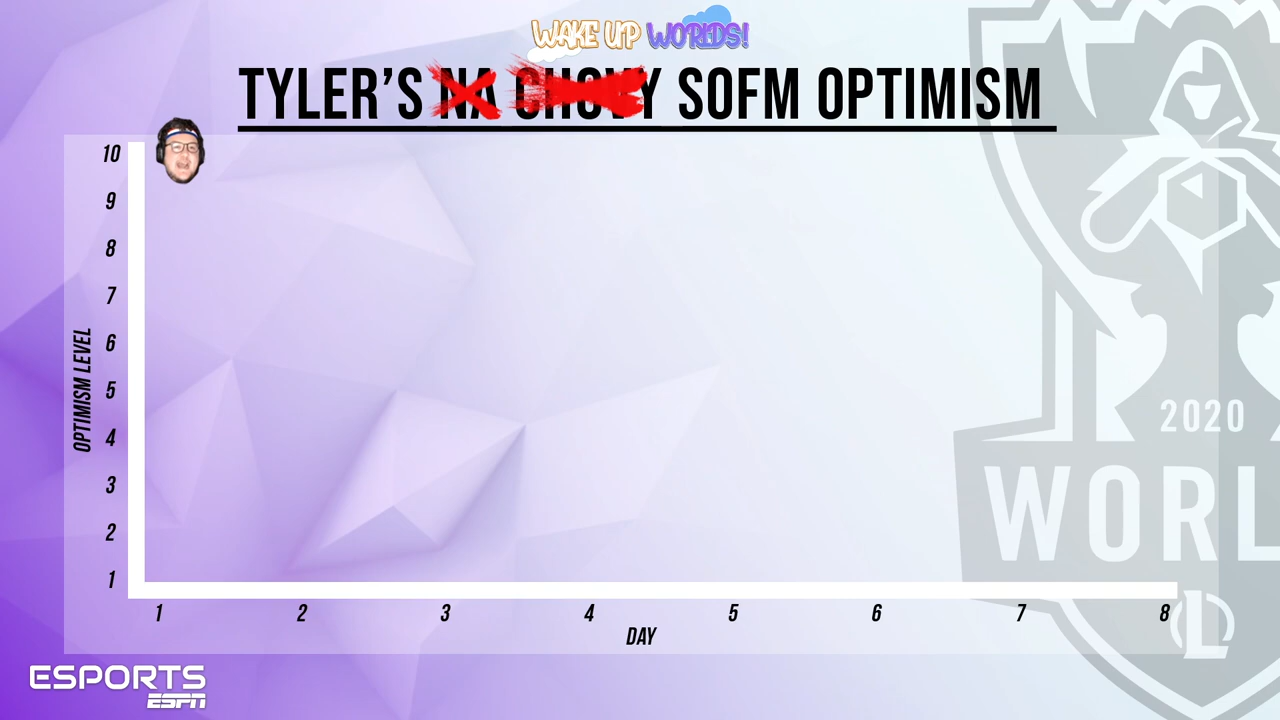 WAKE UP WORLDS!
TYLER'S NA CHOVY SOFM OPTIMISM
10
9
8
7
6
5
4
3
2
1
OPTIMISM LEVEL
1 2 3 4 5 6 7 8
DAY
2020
WORL
ESPORTS
ESPN